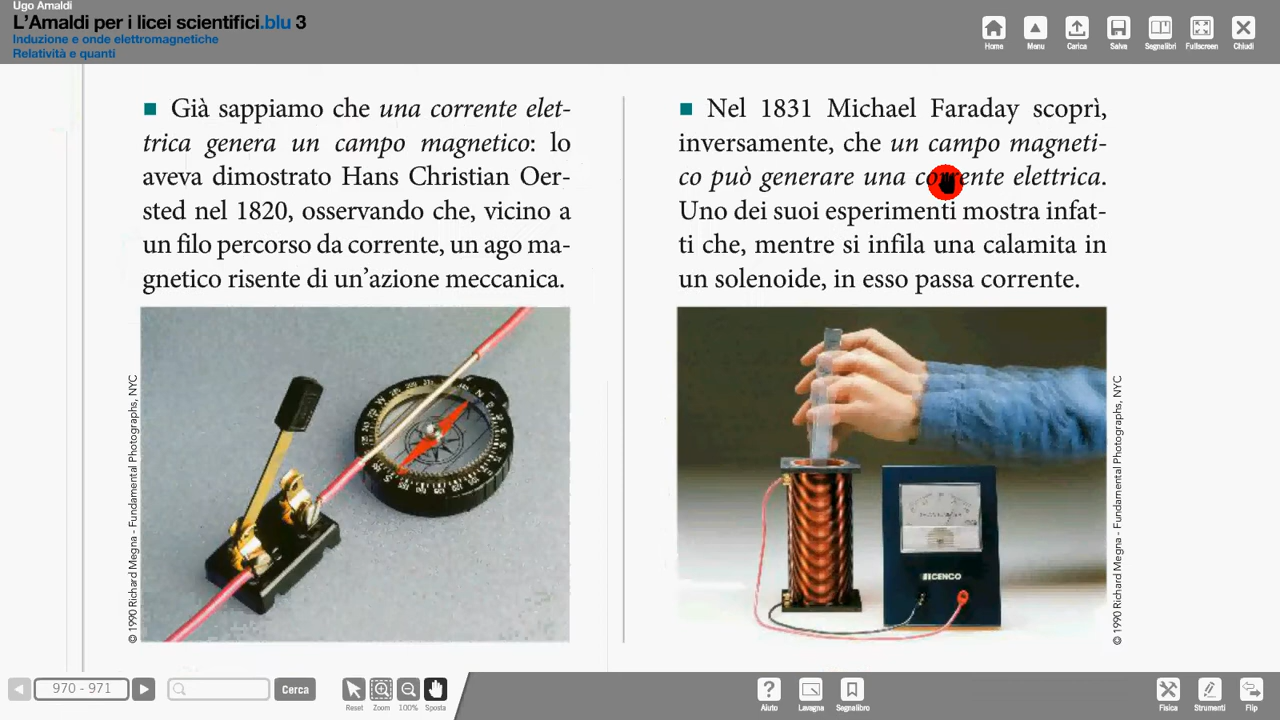 Ugo Amaldi
L'Amaldi per i licei scientifici.blu 3
Induzione e onde elettromagnetiche
Relatività e quanti
Home
Menu
Carica
Salva
Segnalibri
Fullscreen
Chiudi
Già sappiamo che una corrente elet-
trica genera un campo magnetico: lo
aveva dimostrato Hans Christian Oer-
sted nel 1820, osservando che, vicino a
un filo percorso da corrente, un ago ma-
gnetico risente di un'azione meccanica.
© 1990 Richard Megna - Fundamental Photographs, NYC
Nel 1831 Michael Faraday scoprì,
inversamente, che un campo magneti-
co può generare una corrente elettrica.
Uno dei suoi esperimenti mostra infat-
ti che, mentre si infila una calamita in
un solenoide, in esso passa corrente.
CENCO
© 1990 Richard Megna - Fundamental Photographs, NYC
970 - 971
Cerca
Reset
Zoom
100%
Sposta
Aiuto
Lavagna
Segnalibro
Fisica
Strumenti
Flip